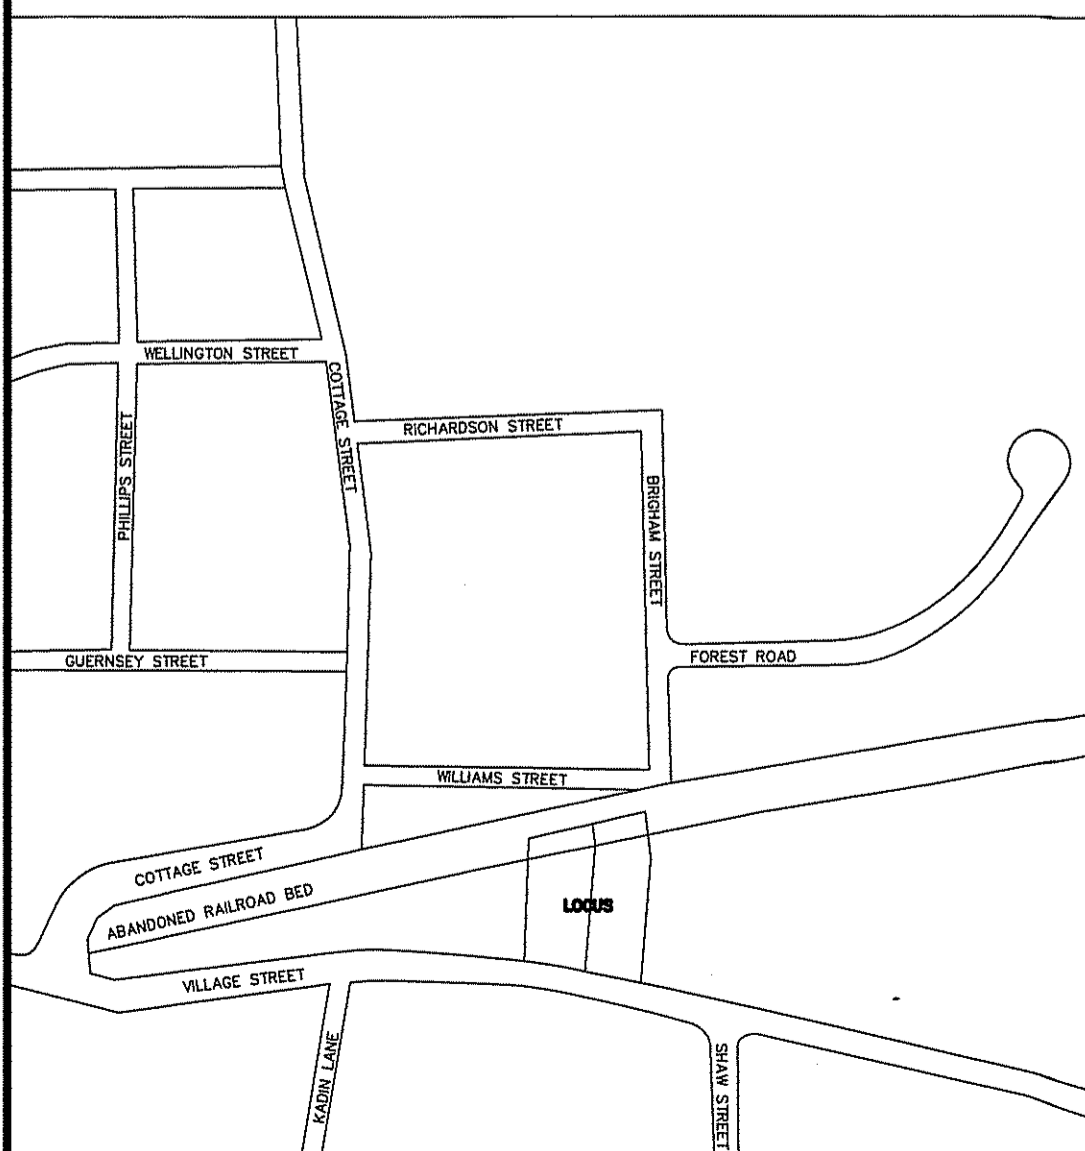 WELLINGTON STREET
COTTAGE STREET
RICHARDSON STREET
PHILLIPS STREET
BRIGHAM STREET
GUERNSEY STREET
FOREST ROAD
WILLIAMS STREET
COTTAGE STREET
ABANDONED RAILROAD BED
LOCUS
VILLAGE STREET
KADIN LANE
SHAW STREET